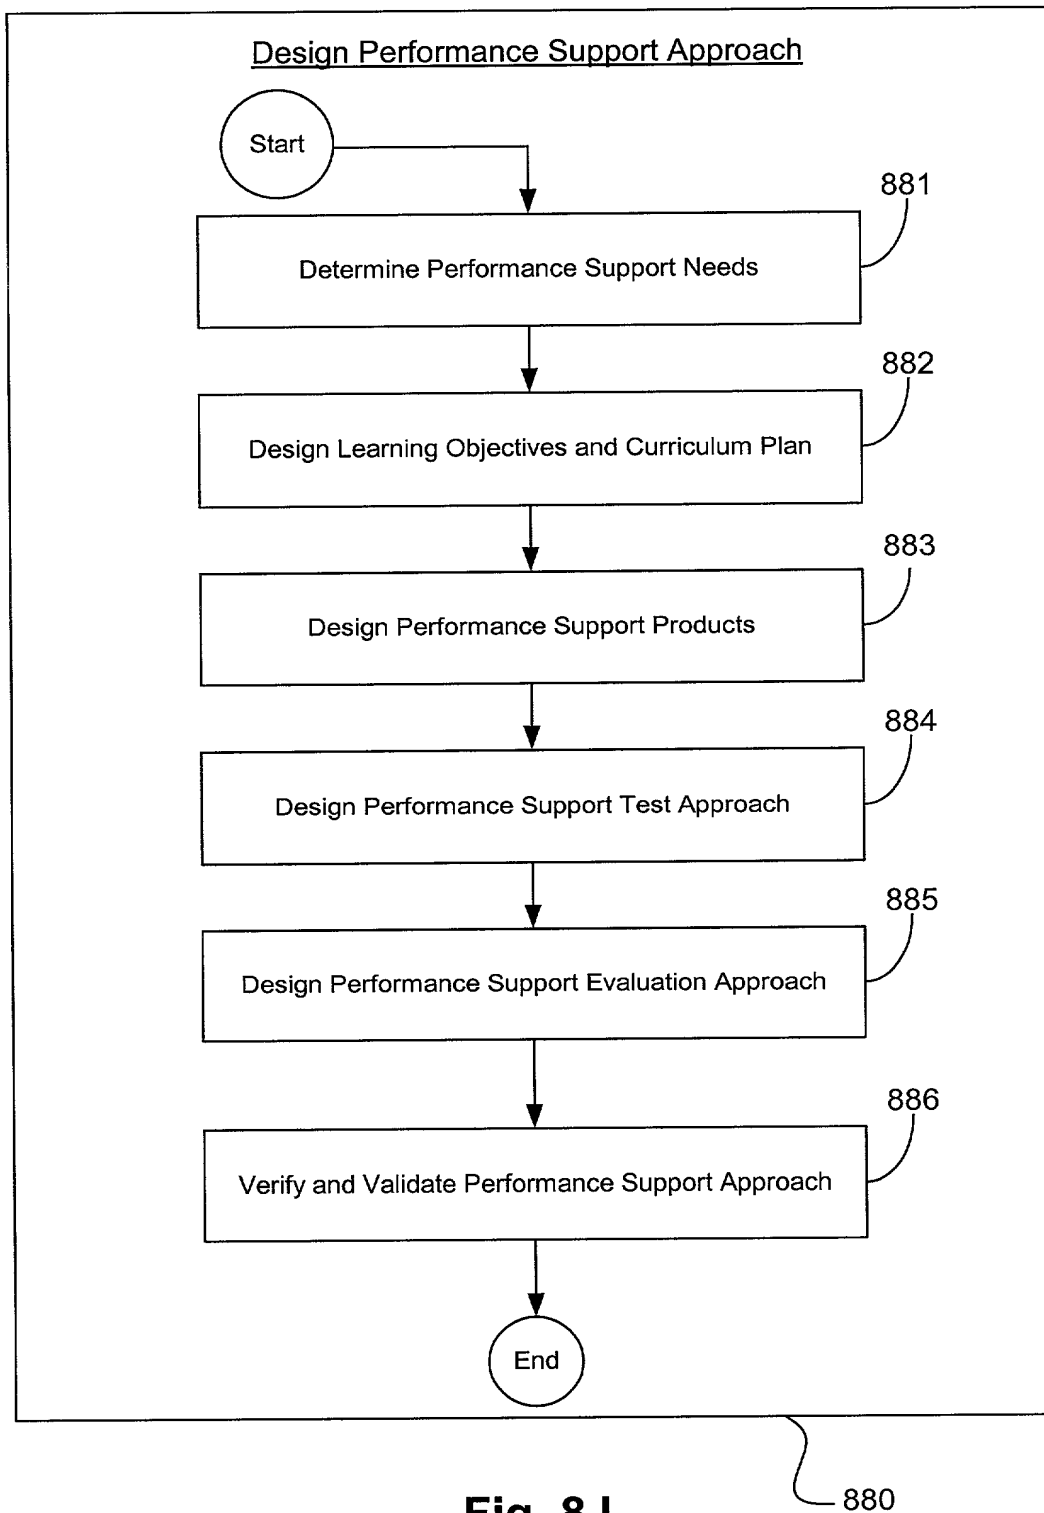 Design Performance Support Approach
Start
881
Determine Performance Support Needs
882
Design Learning Objectives and Curriculum Plan
883
Design Performance Support Products
884
Design Performance Support Test Approach
885
Design Performance Support Evaluation Approach
886
Verify and Validate Performance Support Approach
End
880
Fig. 8